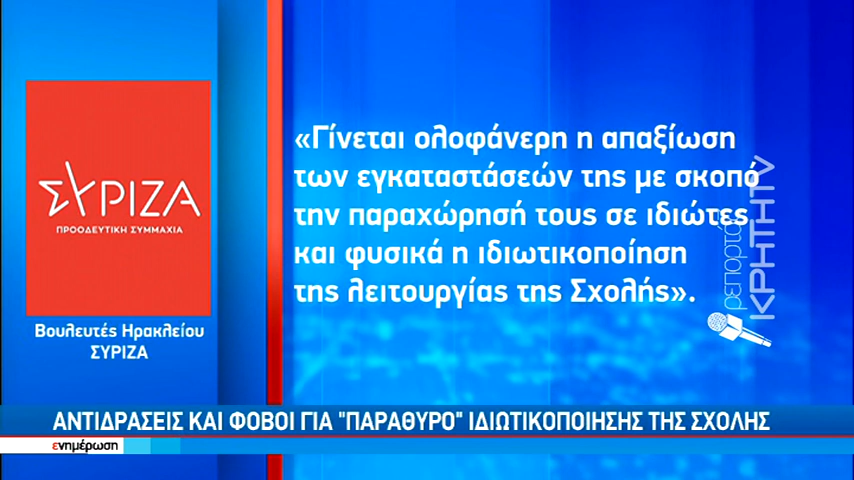 ΣΥΡΙΖΑ
ΠΡΟΟΔΕΥΤΙΚΗ ΣΥΜΜΑΧΙΑ
Βουλευτές Ηρακλείου
ΣΥΡΙΖΑ
«Γίνεται ολοφάνερη η απαξίωση
των εγκαταστάσεών της με σκοπό
την παραχώρησή τους σε ιδιώτες
και φυσικά η ιδιωτικοποίηση
της λειτουργίας της Σχολής».
ρεπορτάζ
ΚΡΗΤΗTV
ΑΝΤΙΔΡΑΣΕΙΣ ΚΑΙ ΦΟΒΟΙ ΓΙΑ "ΠΑΡΑΘΥΡΟ" ΙΔΙΩΤΙΚΟΠΟΙΗΣΗΣ ΤΗΣ ΣΧΟΛΗΣ
ενημέρωση